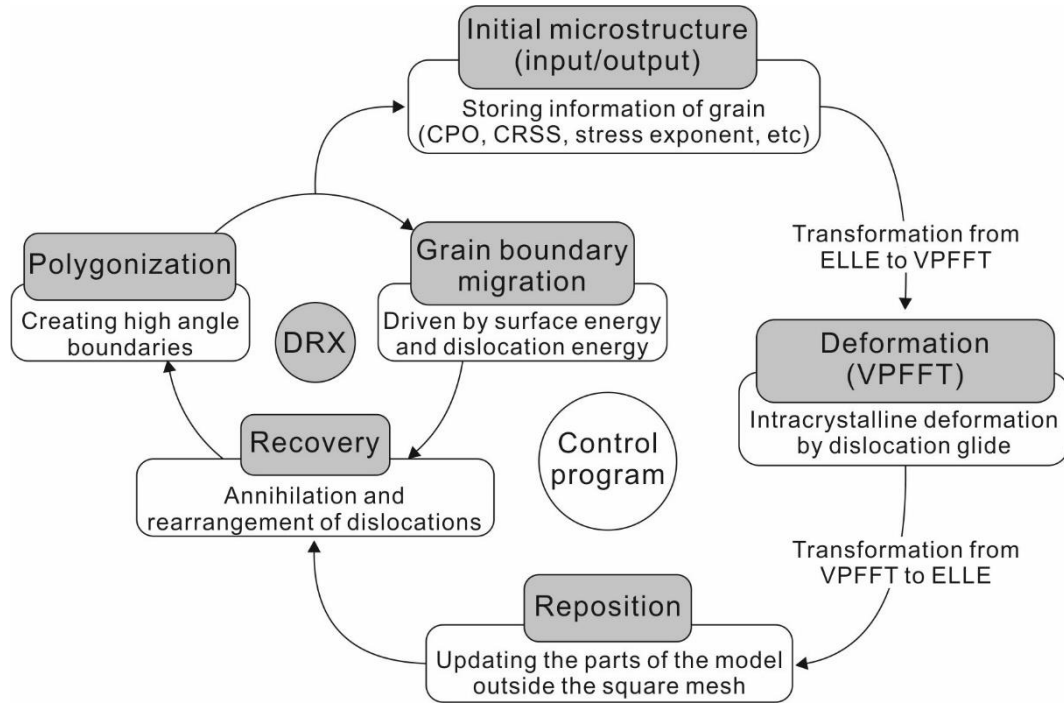 Initial microstructure
(input/output)
Storing information of grain
(CPO, CRSS, stress exponent, etc)
Transformation from
ELLE to VPFFT
Polygonization
Creating high angle
boundaries
Grain boundary
migration
Driven by surface energy
and dislocation energy
DRX
Deformation
(VPFFT)
Intracrystalline deformation
by dislocation glide
Recovery
Annihilation and
rearrangement of dislocations
Control
program
Transformation from
VPFFT to ELLE
Reposition
Updating the parts of the model
outside the square mesh